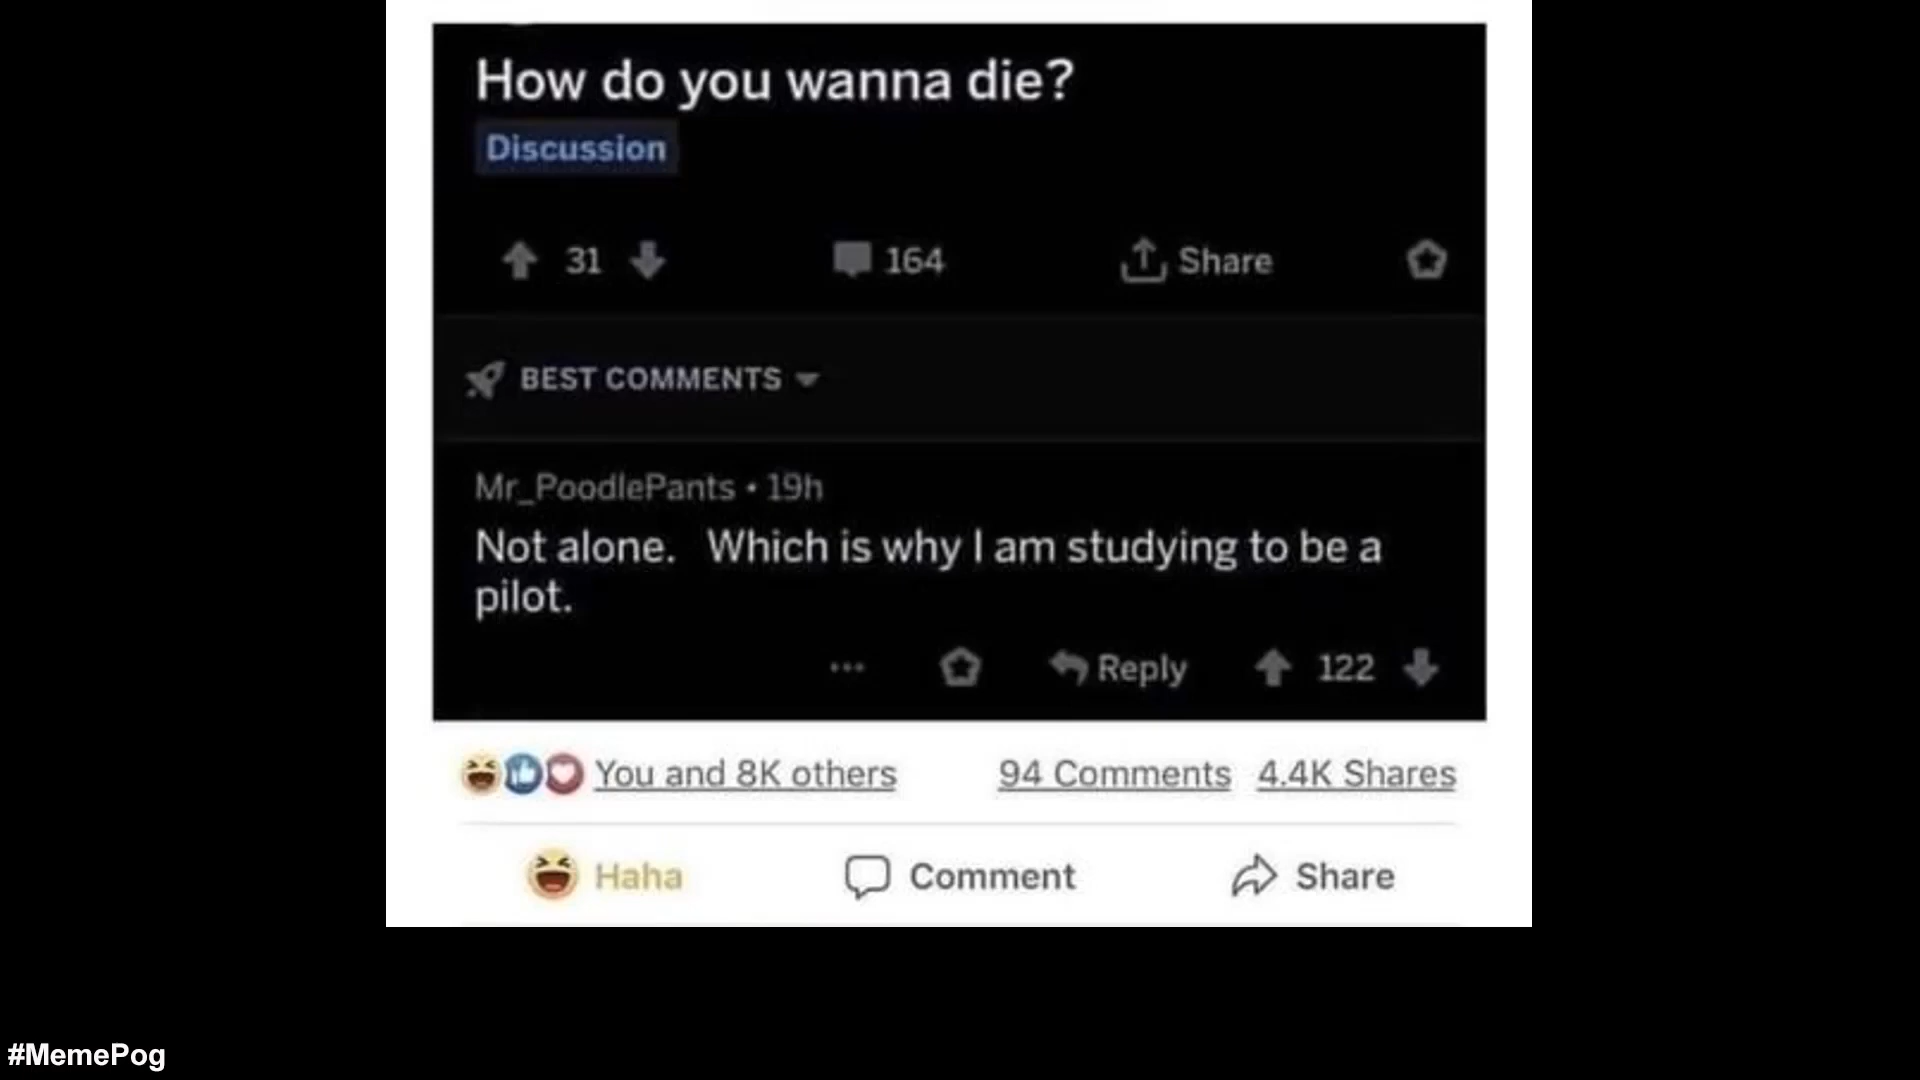 How do you wanna die?
Discussion
31
164
Share
BEST COMMENTS
Mr_PoodlePants • 19h
Not alone. Which is why I am studying to be a
pilot.
... Reply 122
You and 8K others 94 Comments 4.4K Shares
Haha Comment Share
#MemePog